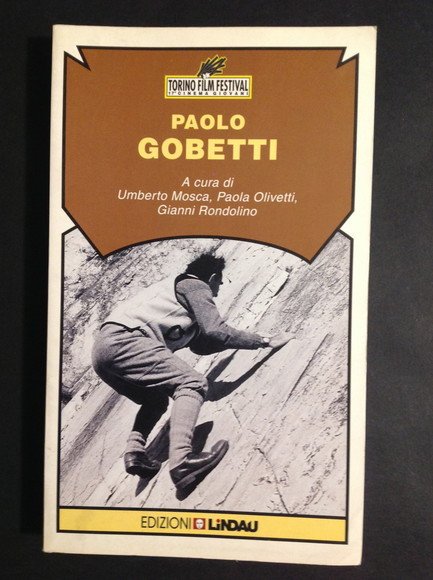 TORINO FILM FESTIVAL
17° CINEMA GIOVANI
PAOLO
GOBETTI
A cura di
Umberto Mosca, Paola Olivetti,
Gianni Rondolino
EDIZIONI LINDAU